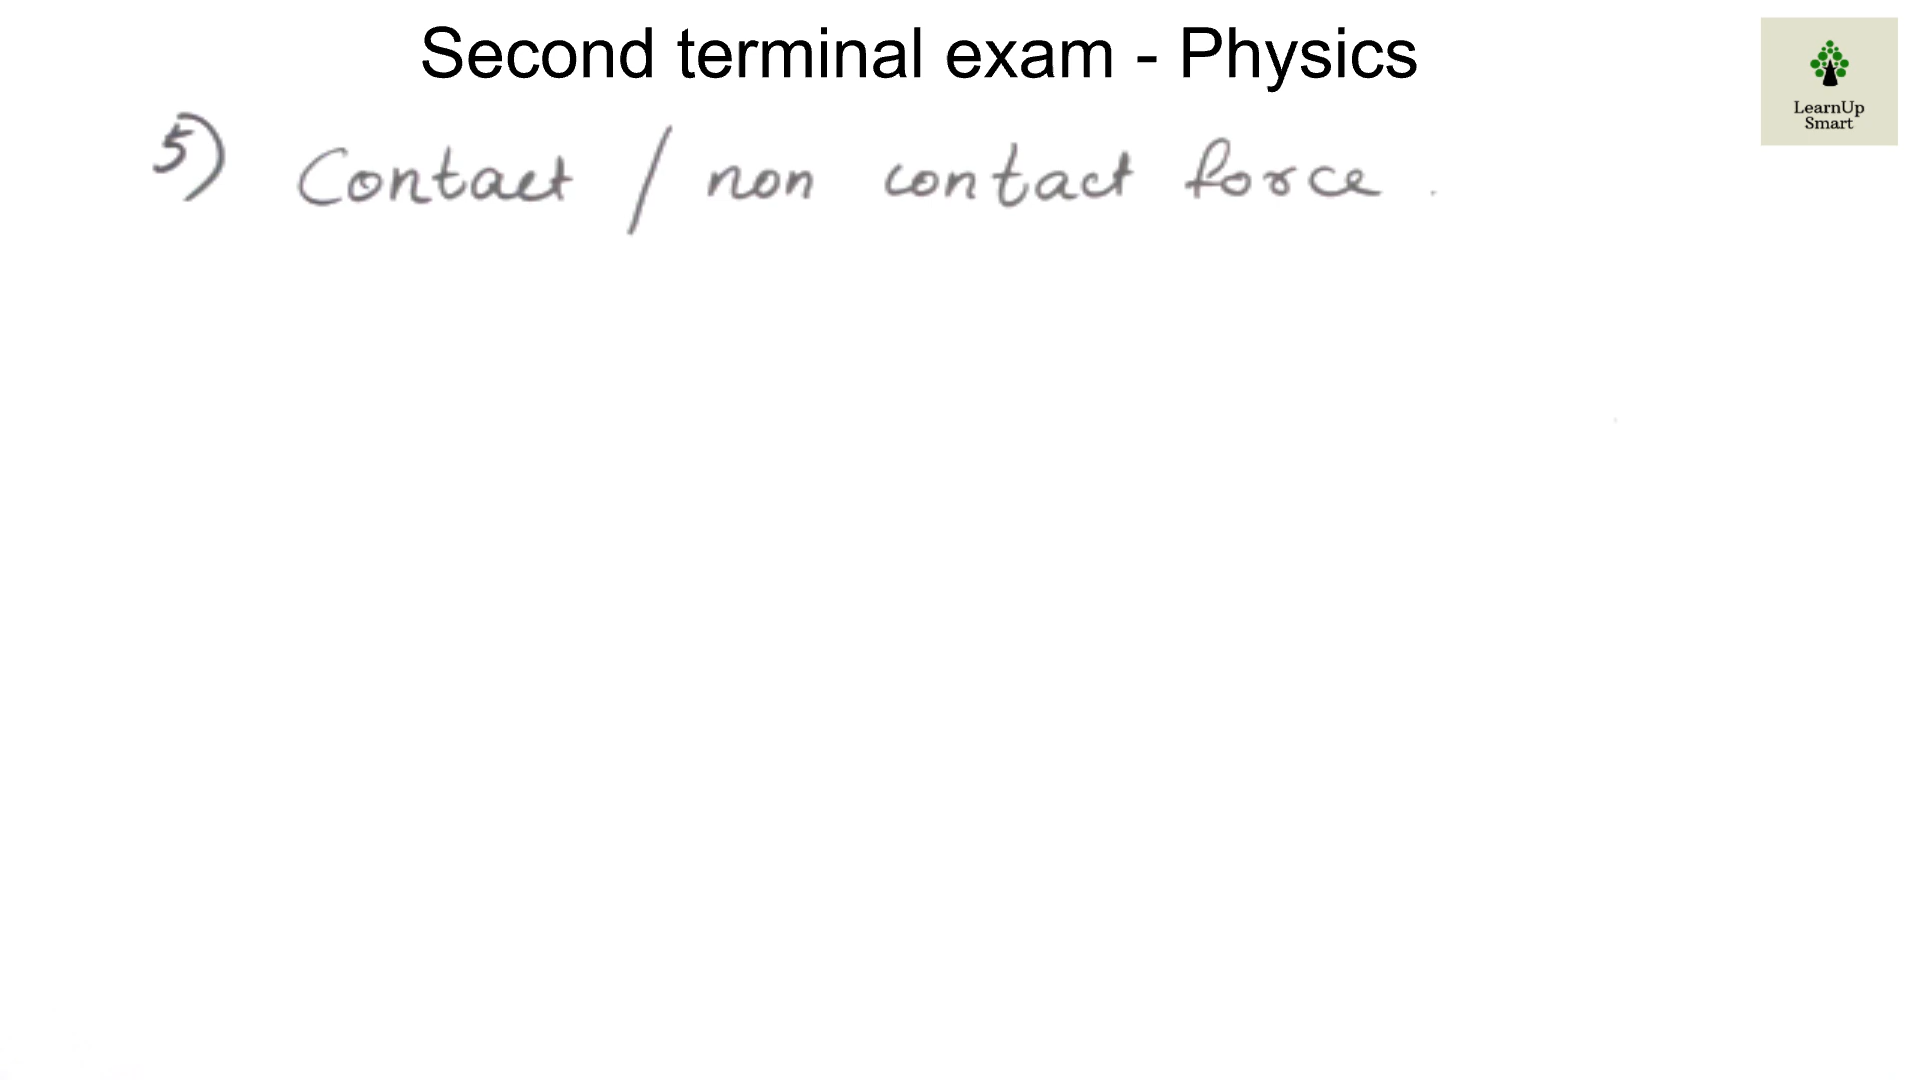 Second terminal exam - Physics
LearnUp
Smart
5) Contact / non contact force .